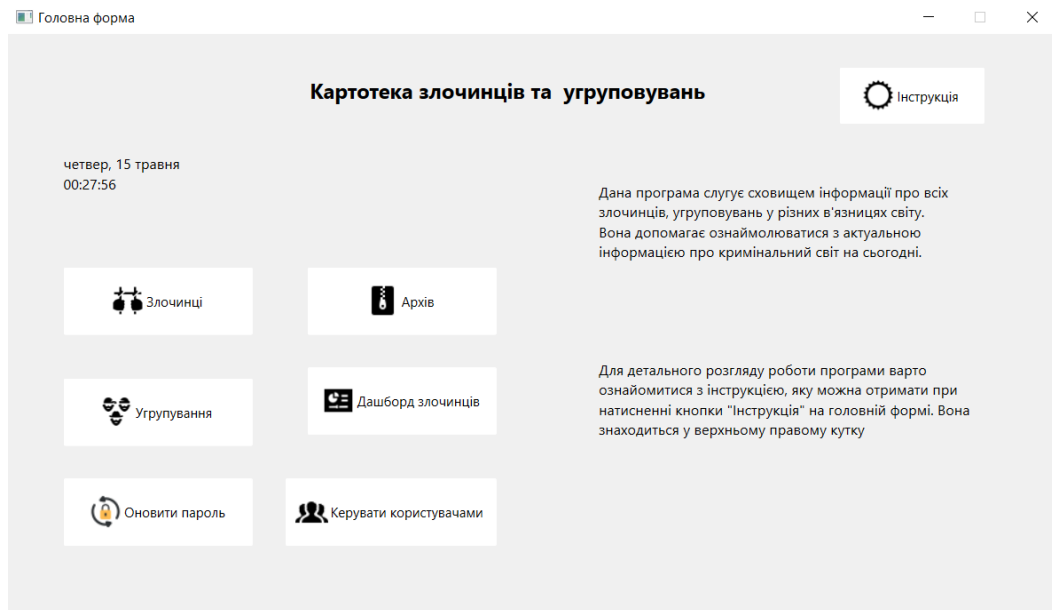 Головна форма
Картотека злочинців та  угруповувань
Інструкція
четвер, 15 травня
00:27:56
Дана програма слугує сховищем інформації про всіх
злочинців, угруповувань у різних в'язницях світу.
Вона допомагає ознаймолюватися з актуальною
інформацією про кримінальний світ на сьогодні.
Злочинці
Архів
Для детального розгляду роботи програми варто
ознайомитися з інструкцією, яку можна отримати при
натисненні кнопки "Інструкція" на головній формі. Вона
знаходиться у верхньому правому кутку
Угрупування
Дашборд злочинців
Оновити пароль
Керувати користувачами